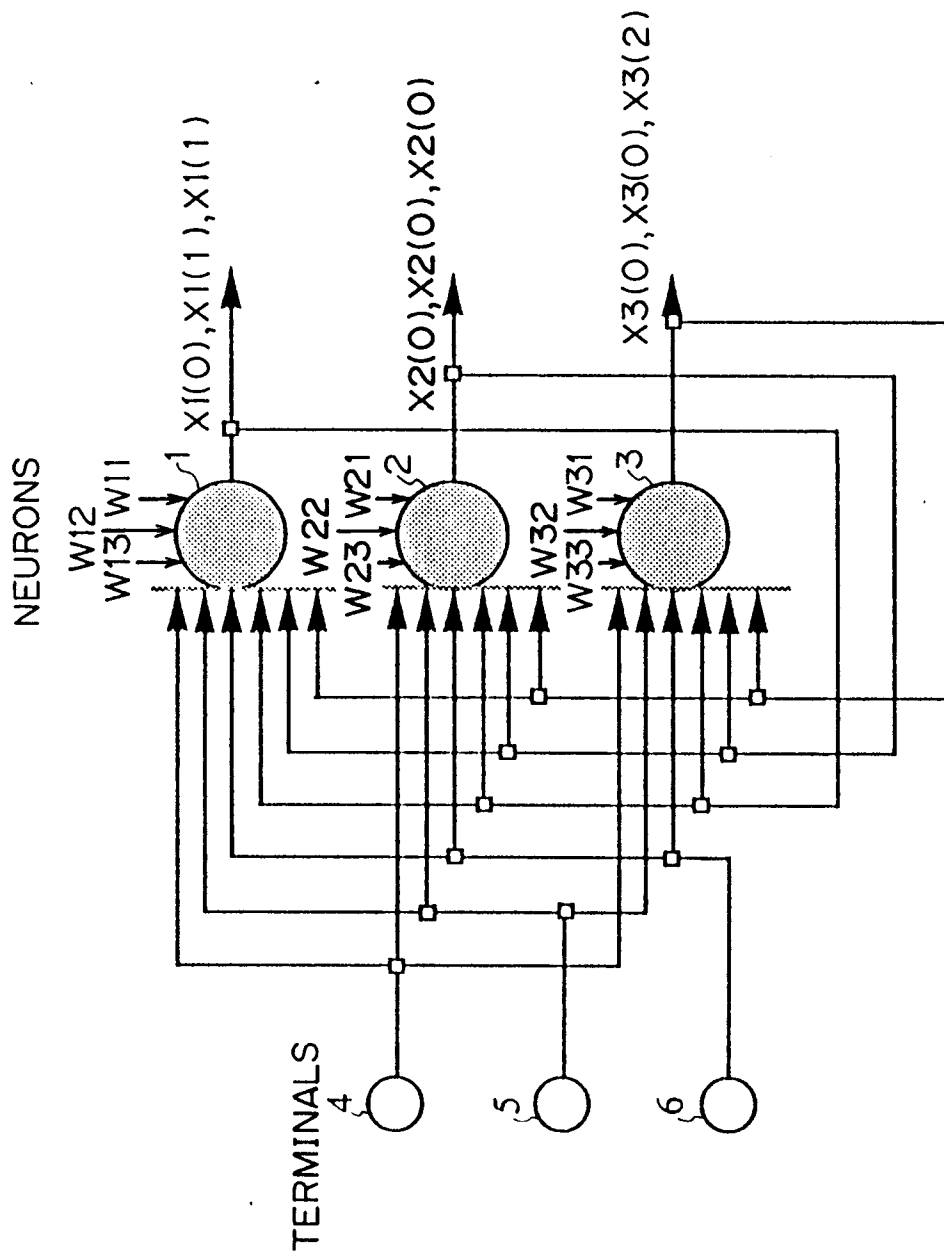 NEURONS
W12
W13 W11
1
X1(0),X1(1),X1(1)
W22
W23 W21
2
X2(0),X2(0),X2(0)
W32
W33 W31
3
X3(0),X3(0),X3(2)
TERMINALS
4
5
6